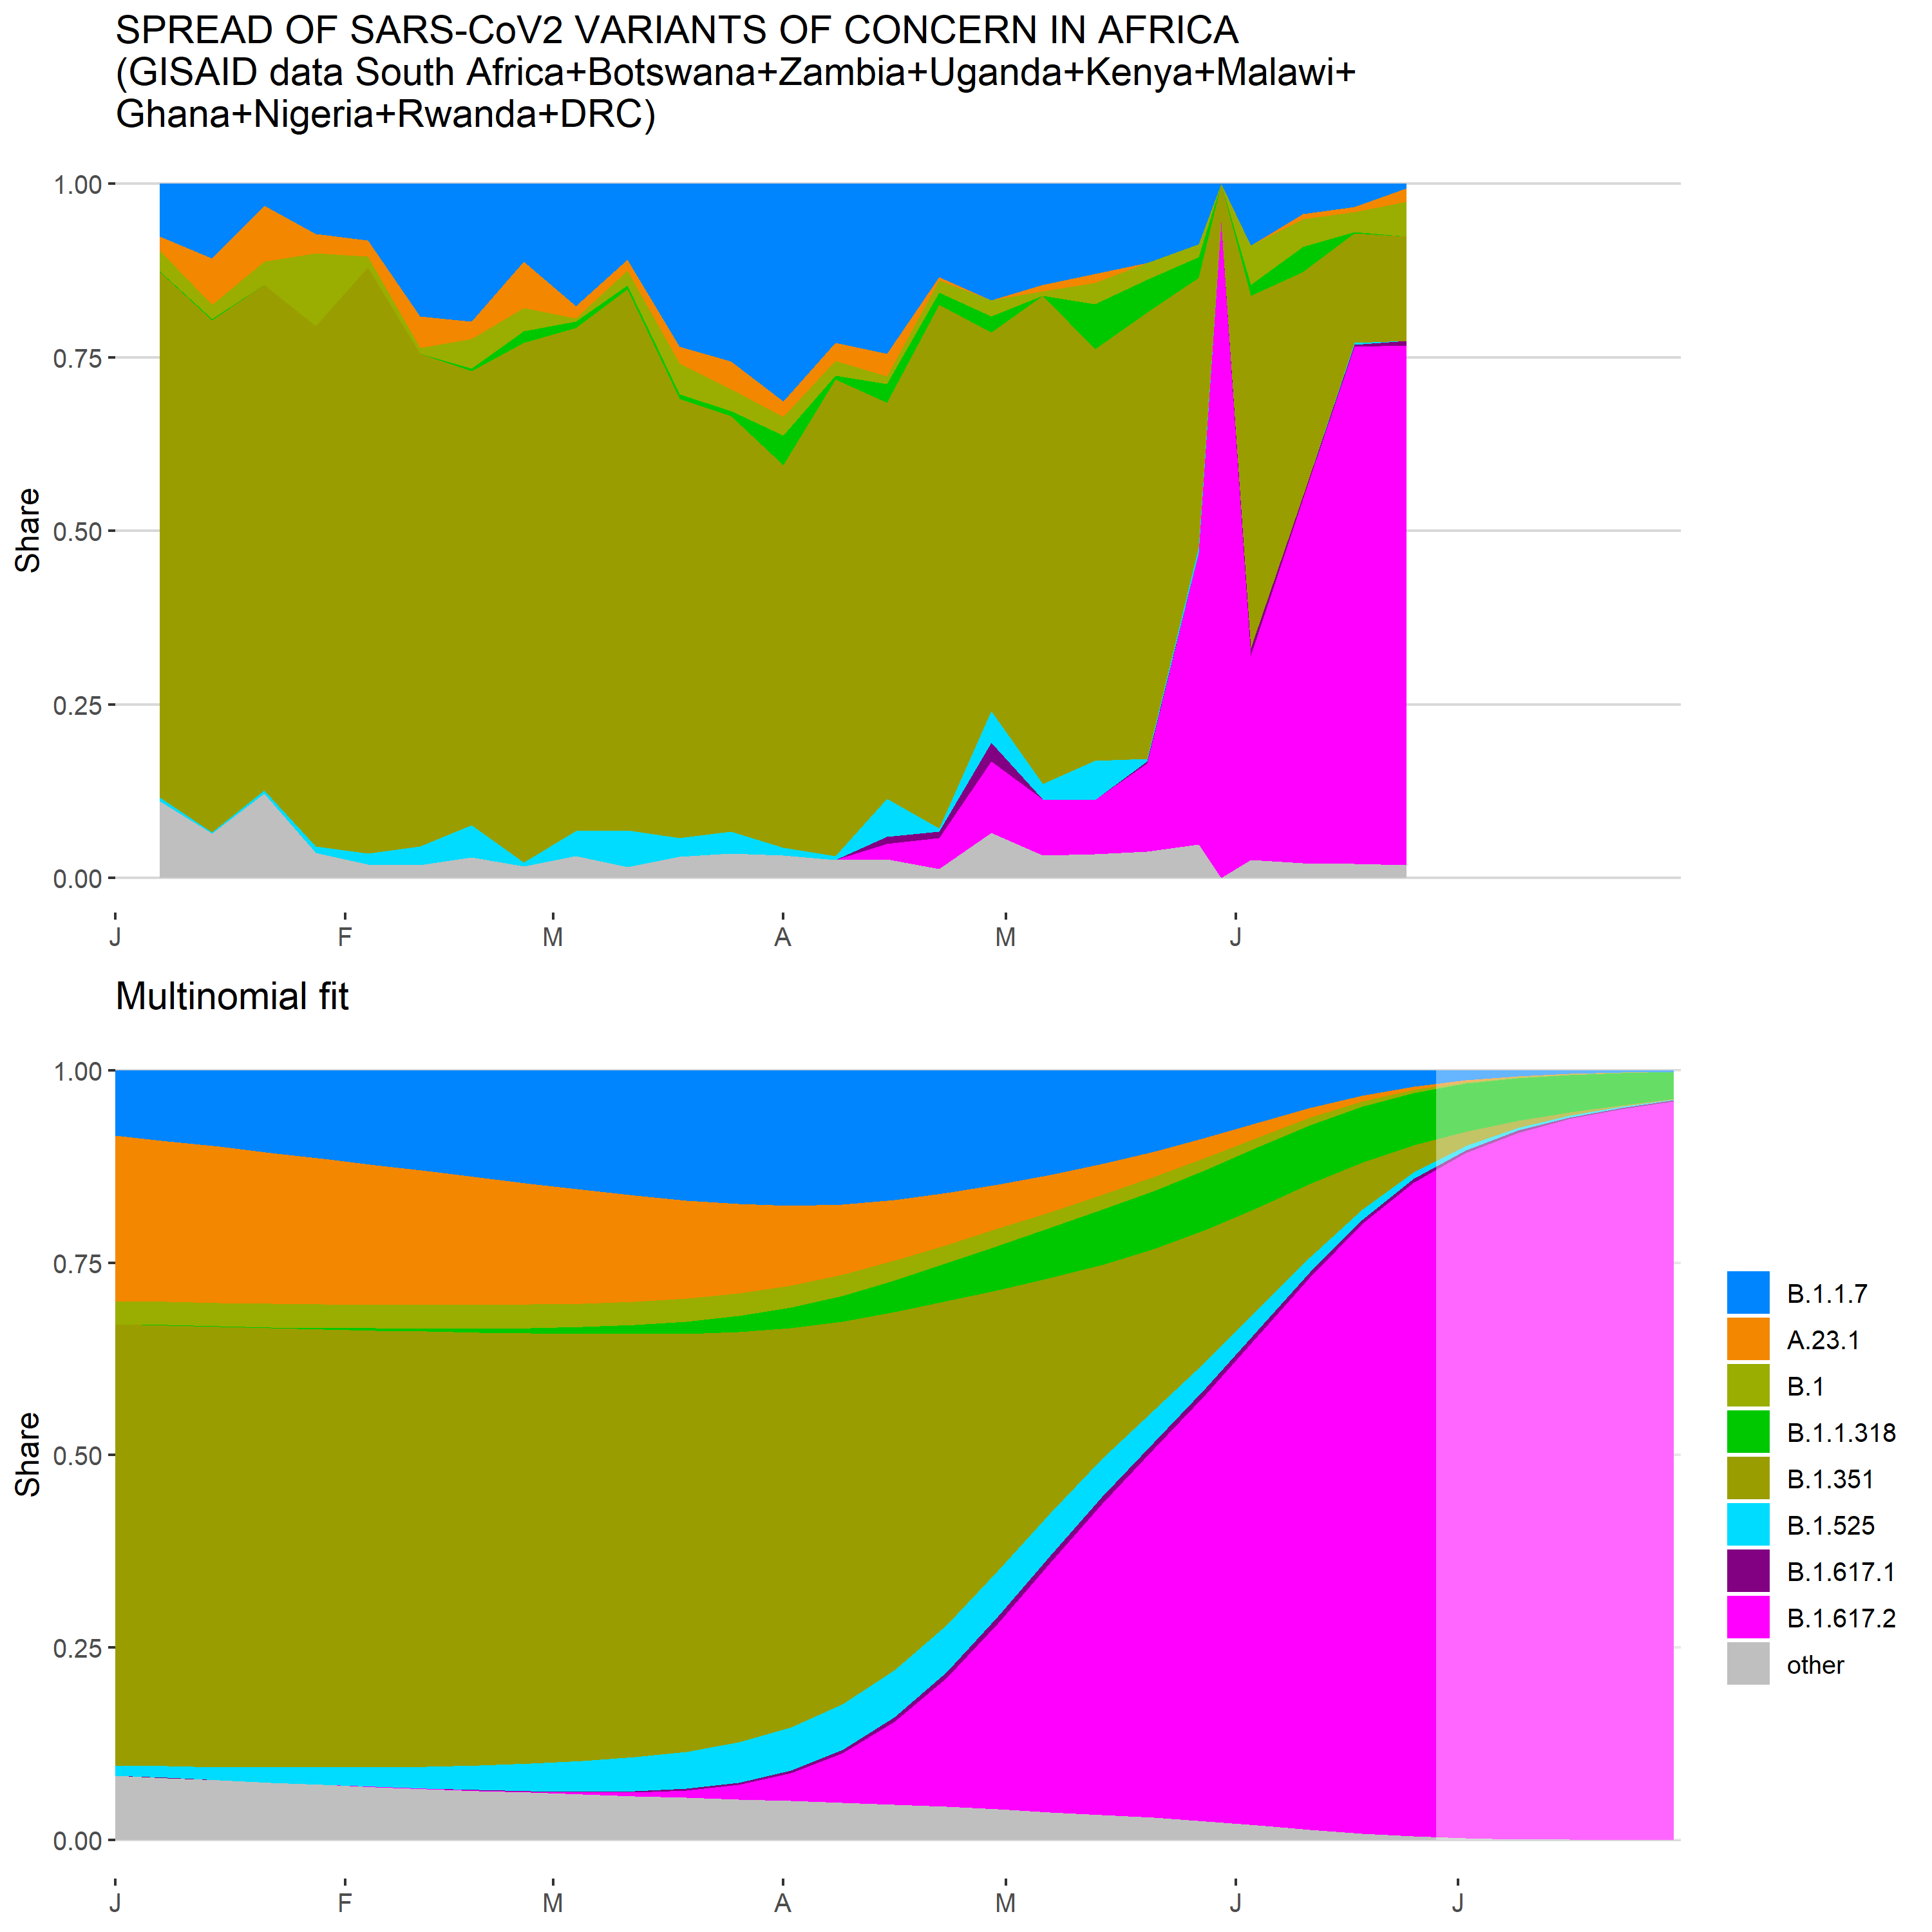 SPREAD OF SARS-CoV2 VARIANTS OF CONCERN IN AFRICA
(GISAID data South Africa+Botswana+Zambia+Uganda+Kenya+Malawi+
Ghana+Nigeria+Rwanda+DRC)
1.00
0.75
0.50
0.25
0.00
Share
J F M A M J
Multinomial fit
1.00
0.75
0.50
0.25
0.00
Share
J F M A M J J
B.1.1.7
A.23.1
B.1
B.1.1.318
B.1.351
B.1.525
B.1.617.1
B.1.617.2
other